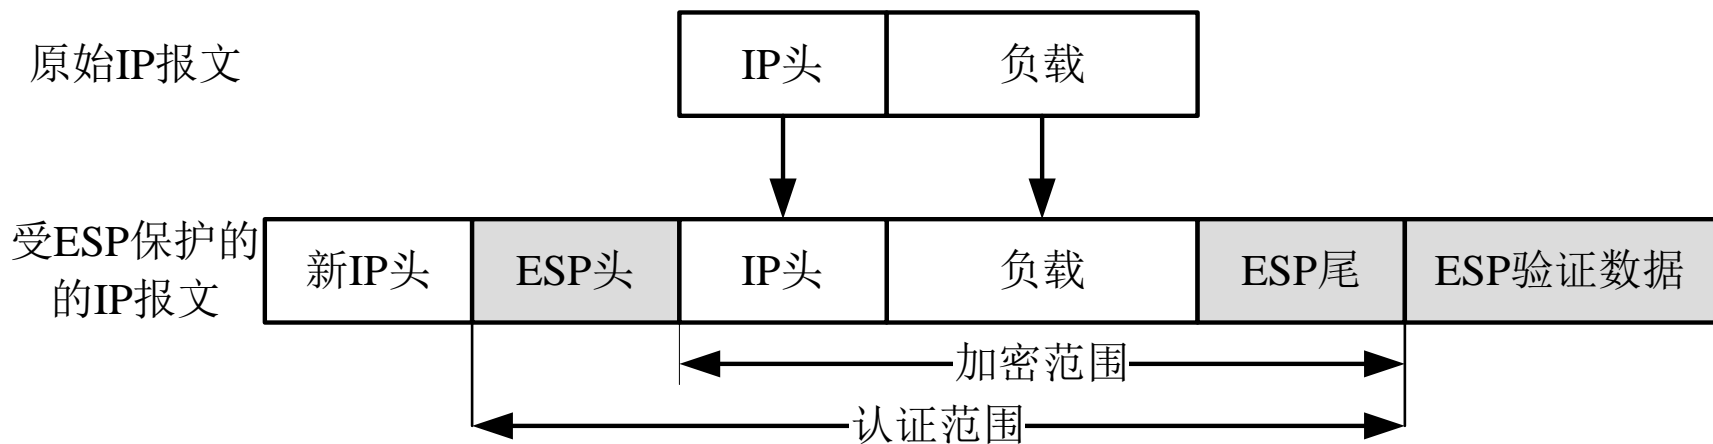 原始IP报文
IP头
负载
受ESP保护的
的IP报文
新IP头
ESP头
IP头
负载
ESP尾
ESP验证数据
加密范围
认证范围